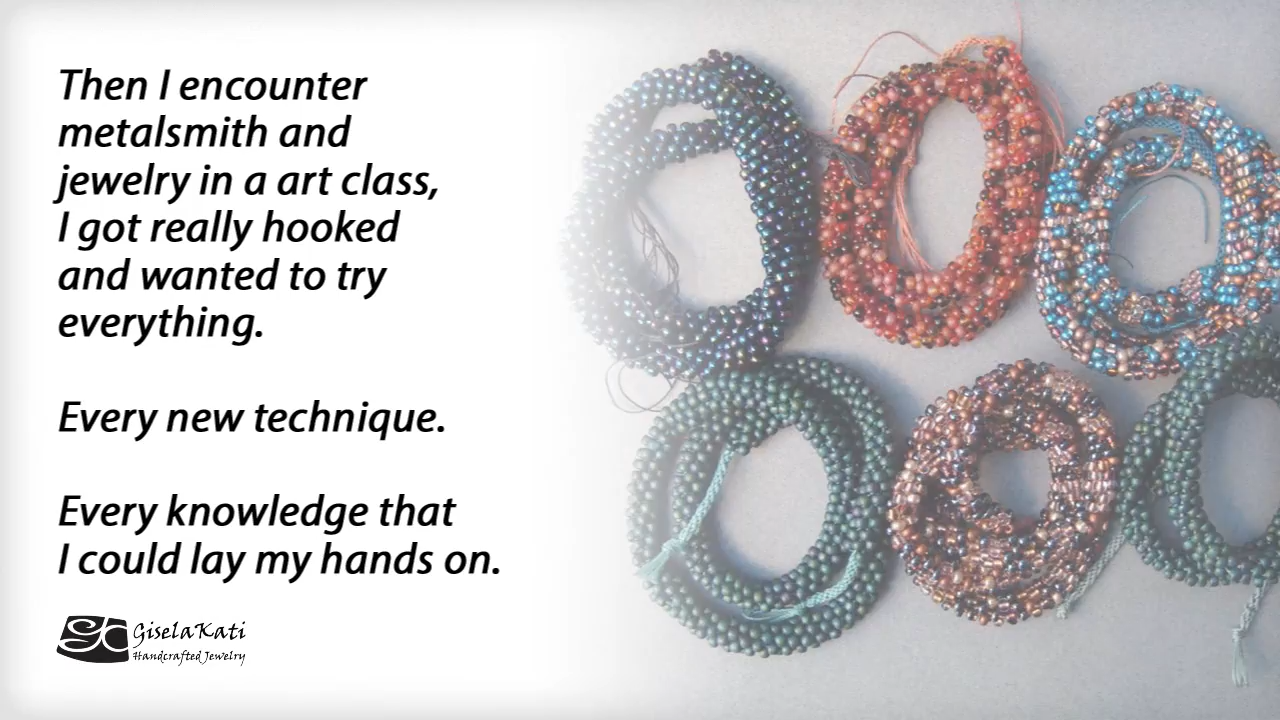 Then I encounter
metalsmith and
jewelry in a art class,
I got really hooked
and wanted to try
everything.
Every new technique.
Every knowledge that
I could lay my hands on.
GiselaKati
Handcrafted Jewelry